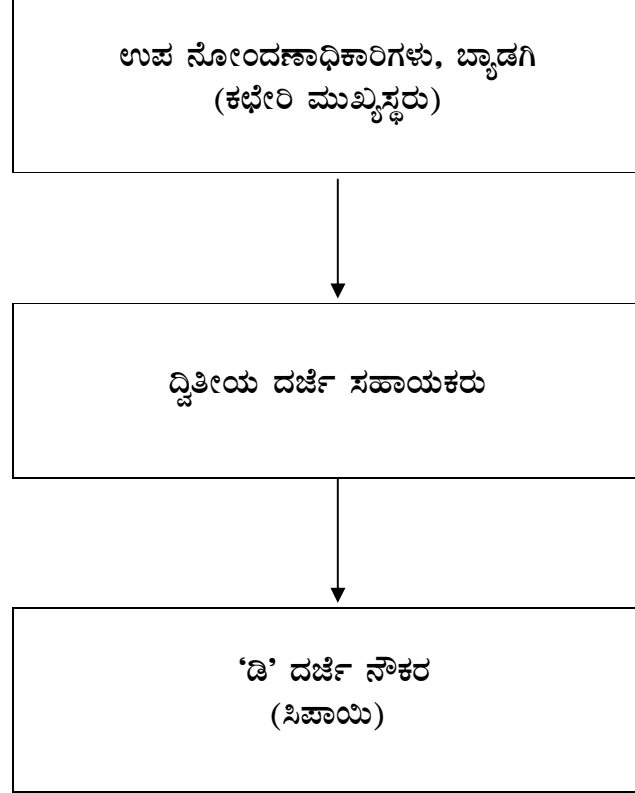 ಉಪ ನೋಂದಣಾಧಿಕಾರಿಗಳು, ಬ್ಯಾಡಗಿ
(ಕಛೇರಿ ಮುಖ್ಯಸ್ಥರು)
ದ್ವಿತೀಯ ದರ್ಜೆ ಸಹಾಯಕರು
‘ಡಿ’ ದರ್ಜೆ ನೌಕರ
(ಸಿಪಾಯಿ)